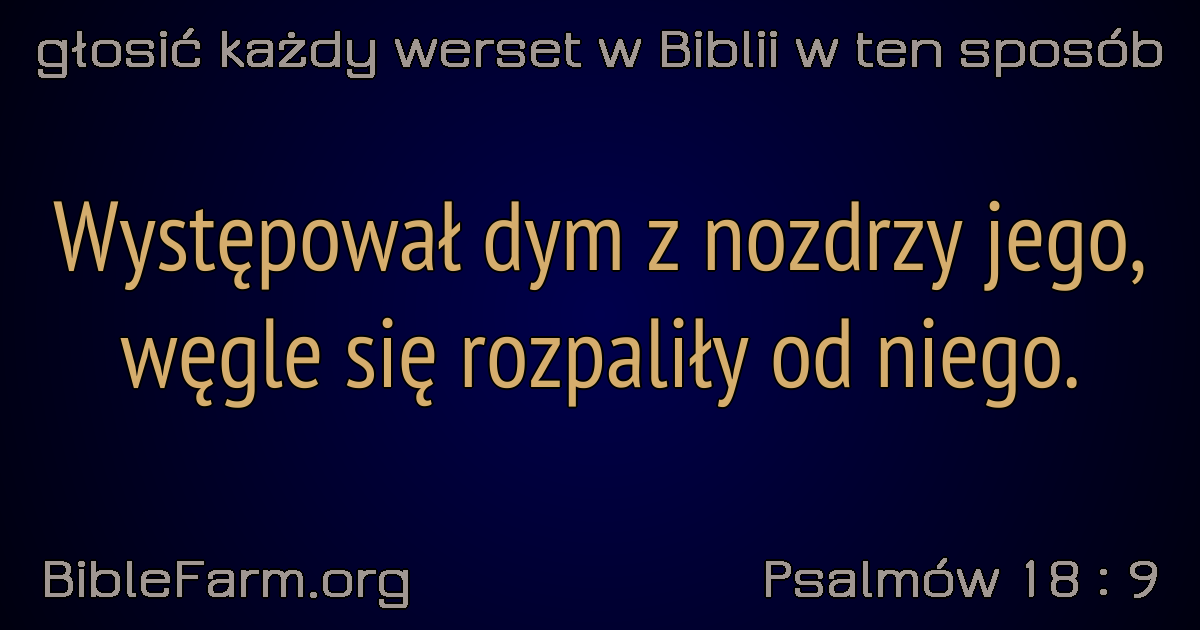 głosić każdy werset w Biblii w ten sposób
Występował dym z nozdrzy jego,
węgle się rozpaliły od niego.
BibleFarm.org
Psalmów 18 : 9